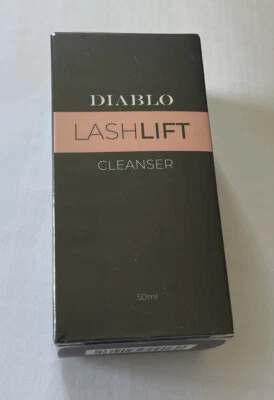 DIABLO
LASHLIFT
CLEANSER
50ml